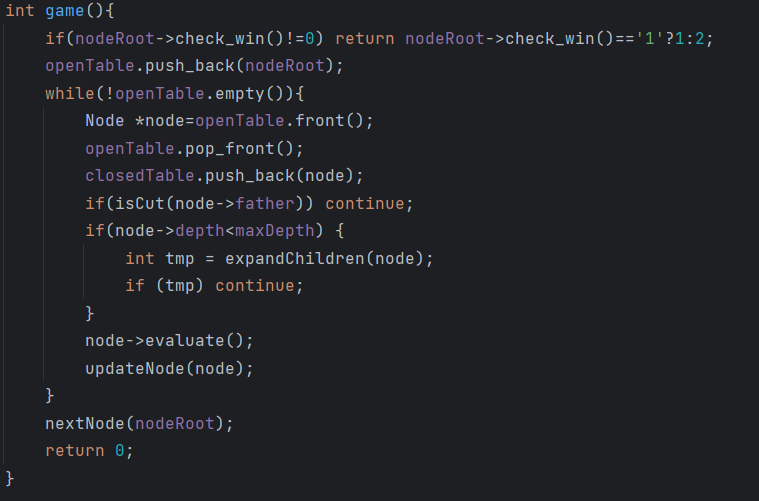 int game(){
    if(nodeRoot->check_win()!=0) return nodeRoot->check_win()=='1'?1:2;
    openTable.push_back(nodeRoot);
    while(!openTable.empty()){
        Node *node=openTable.front();
        openTable.pop_front();
        closedTable.push_back(node);
        if(isCut(node->father)) continue;
        if(node->depth<maxDepth) {
            int tmp = expandChildren(node);
            if (tmp) continue;
        }
        node->evaluate();
        updateNode(node);
    }
    nextNode(nodeRoot);
    return 0;
}